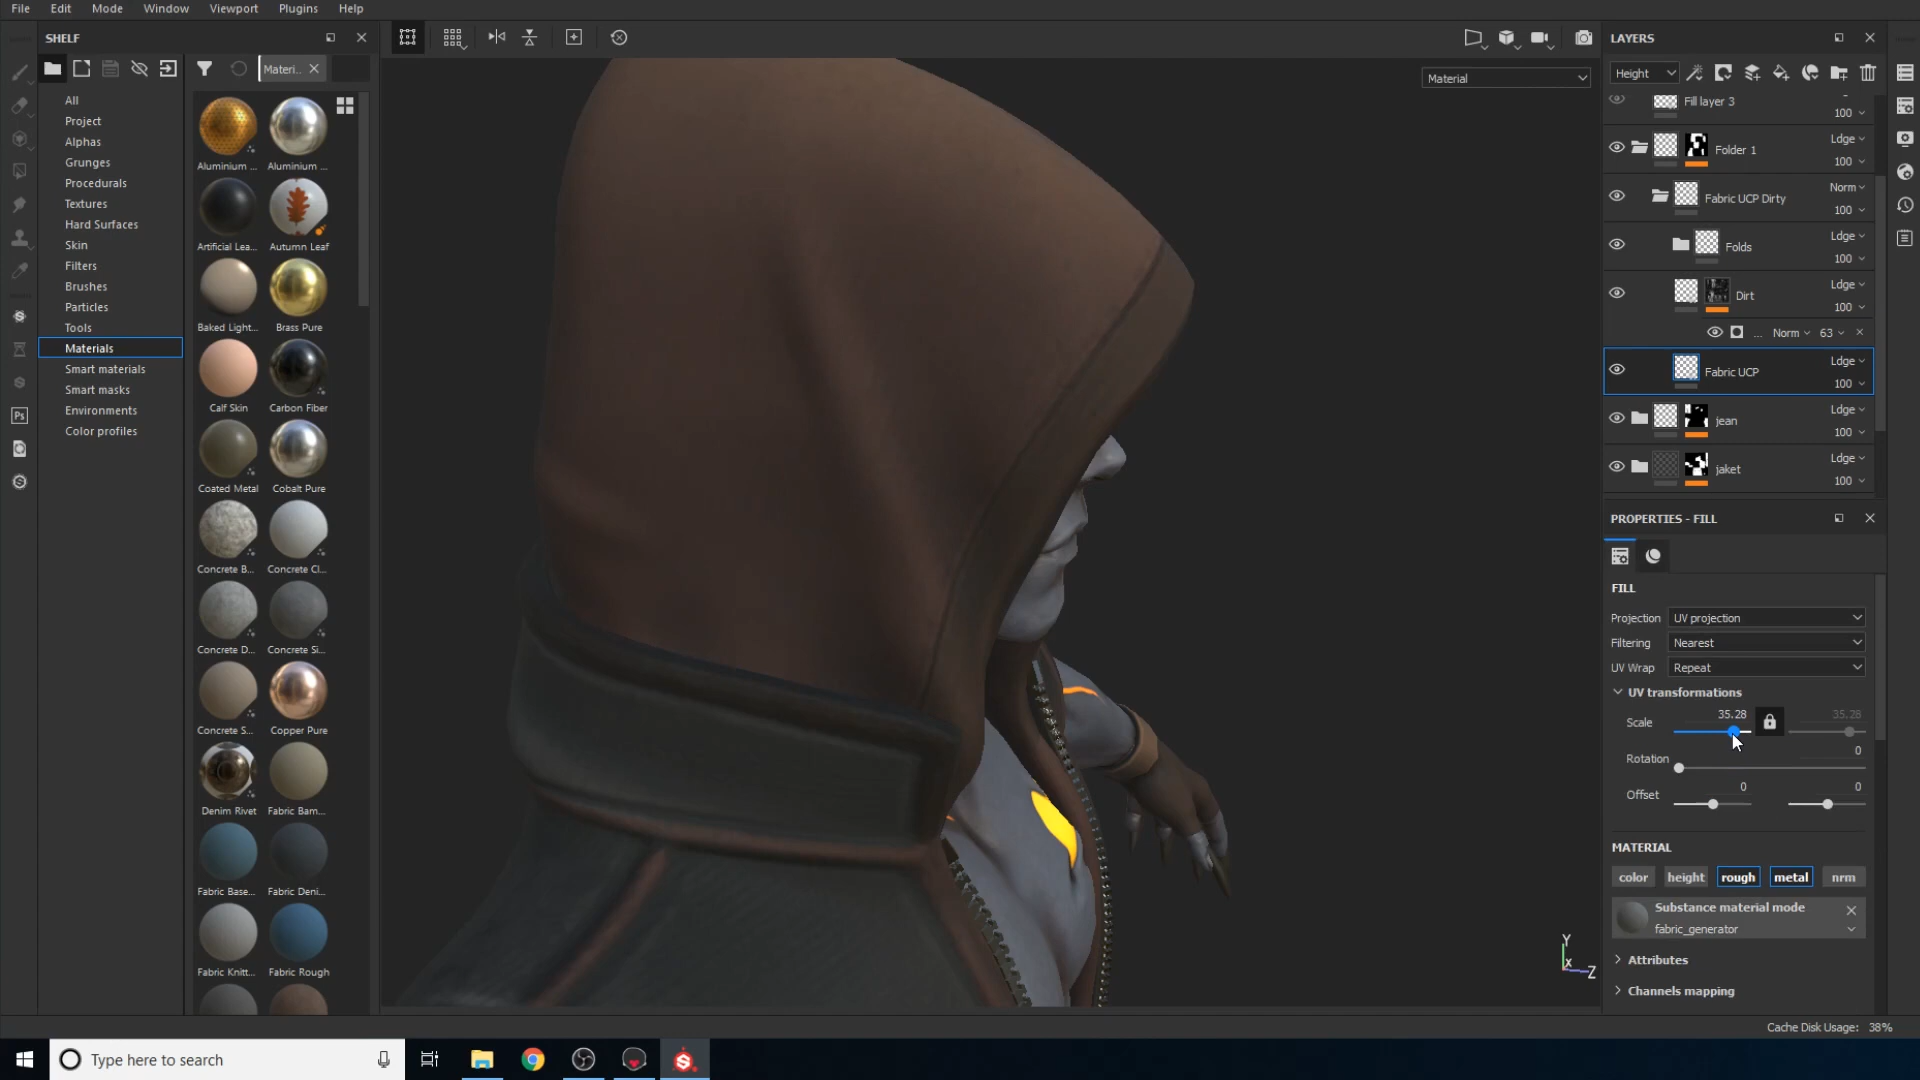 File Edit Mode Window Viewport Plugins Help
SHELF
Materi..
All
Project
Alphas
Grunges
Procedurals
Textures
Hard Surfaces
Skin
Filters
Brushes
Particles
Tools
Materials
Smart materials
Smart masks
Environments
Color profiles
Aluminium ... Aluminium ...
Artificial Lea... Autumn Leaf
Baked Light... Brass Pure
Calf Skin Carbon Fiber
Coated Metal Cobalt Pure
Concrete B... Concrete Cl...
Concrete D... Concrete Si...
Concrete S... Copper Pure
Denim Rivet Fabric Bam...
Fabric Base... Fabric Deni...
Fabric Knitt... Fabric Rough
Material
Y
X
Z
LAYERS
Height
Fill layer 3
100
Folder 1 Ldge
100
Fabric UCP Dirty Norm
100
Folds Ldge
100
Dirt Ldge
100
... Norm 63
Fabric UCP Ldge
100
jean Ldge
100
jaket Ldge
100
PROPERTIES - FILL
FILL
Projection UV projection
Filtering Nearest
UV Wrap Repeat
UV transformations
Scale 35.28 35.28
Rotation 0
Offset 0 0
MATERIAL
color height rough metal nrm
Substance material mode
fabric_generator
Attributes
Channels mapping
Cache Disk Usage: 38%
Type here to search
Ps